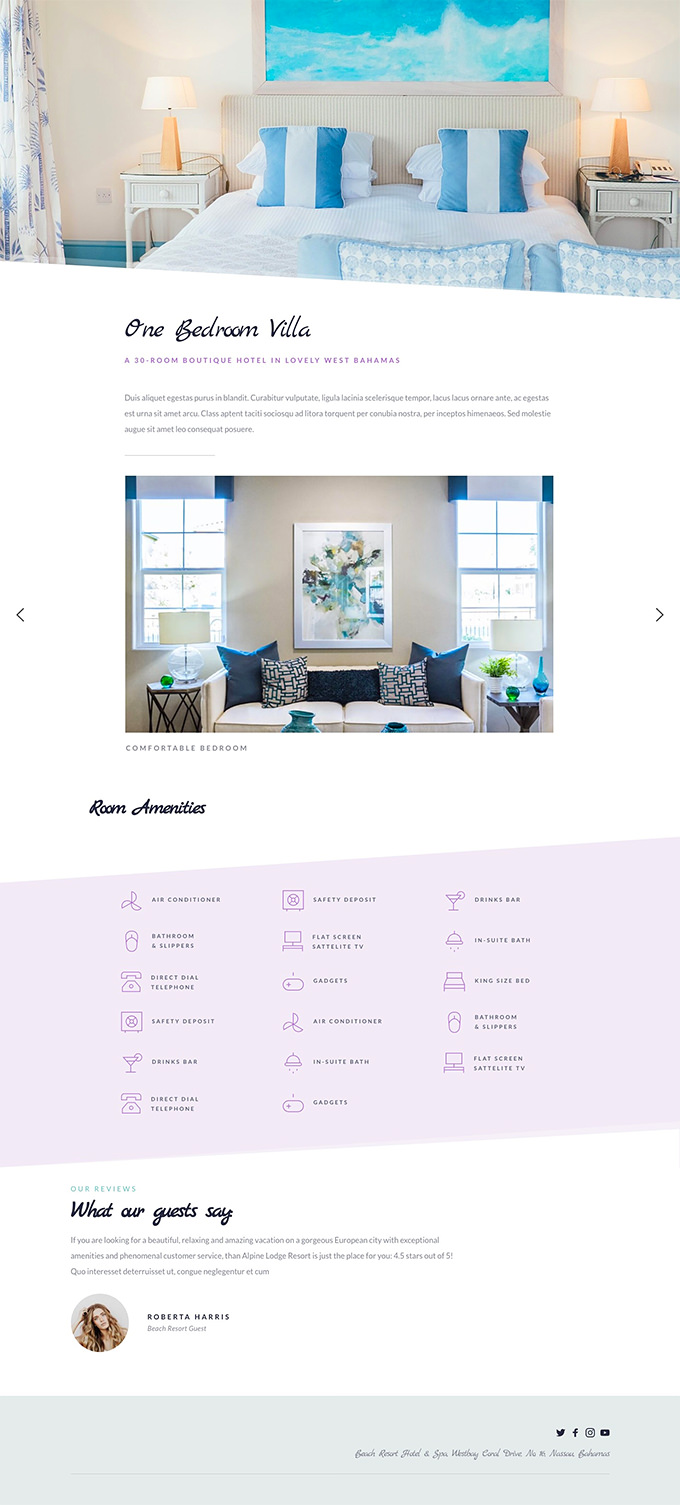 One Bedroom Villa
A 30-ROOM BOUTIQUE HOTEL IN LOVELY WEST BAHAMAS
Duis aliquet egestas purus in blandit. Curabitur vulputate, ligula lacinia scelerisque tempor, lacus lacus ornare ante, ac egestas
est urna sit amet arcu. Class aptent taciti sociosqu ad litora torquent per conubia nostra, per inceptos himenaeos. Sed molestie
augue sit amet leo consequat posuere.
COMFORTABLE BEDROOM
Room Amenities
AIR CONDITIONER
SAFETY DEPOSIT
DRINKS BAR
BATHROOM
& SLIPPERS
FLAT SCREEN
SATTELITE TV
IN-SUITE BATH
DIRECT DIAL
TELEPHONE
GADGETS
KING SIZE BED
SAFETY DEPOSIT
AIR CONDITIONER
BATHROOM
& SLIPPERS
DRINKS BAR
IN-SUITE BATH
FLAT SCREEN
SATTELITE TV
DIRECT DIAL
TELEPHONE
GADGETS
OUR REVIEWS
What our guests say:
If you are looking for a beautiful, relaxing and amazing vacation on a gorgeous European city with exceptional
amenities and phenomenal customer service, than Alpine Lodge Resort is just the place for you: 4.5 stars out of 5!
Quo interesset deterruisset ut, congue neglegentur et cum
ROBERTA HARRIS
Beach Resort Guest
Beach Resort Hotel & Spa, Westbay Coral Drive, No 16, Nassau, Bahamas